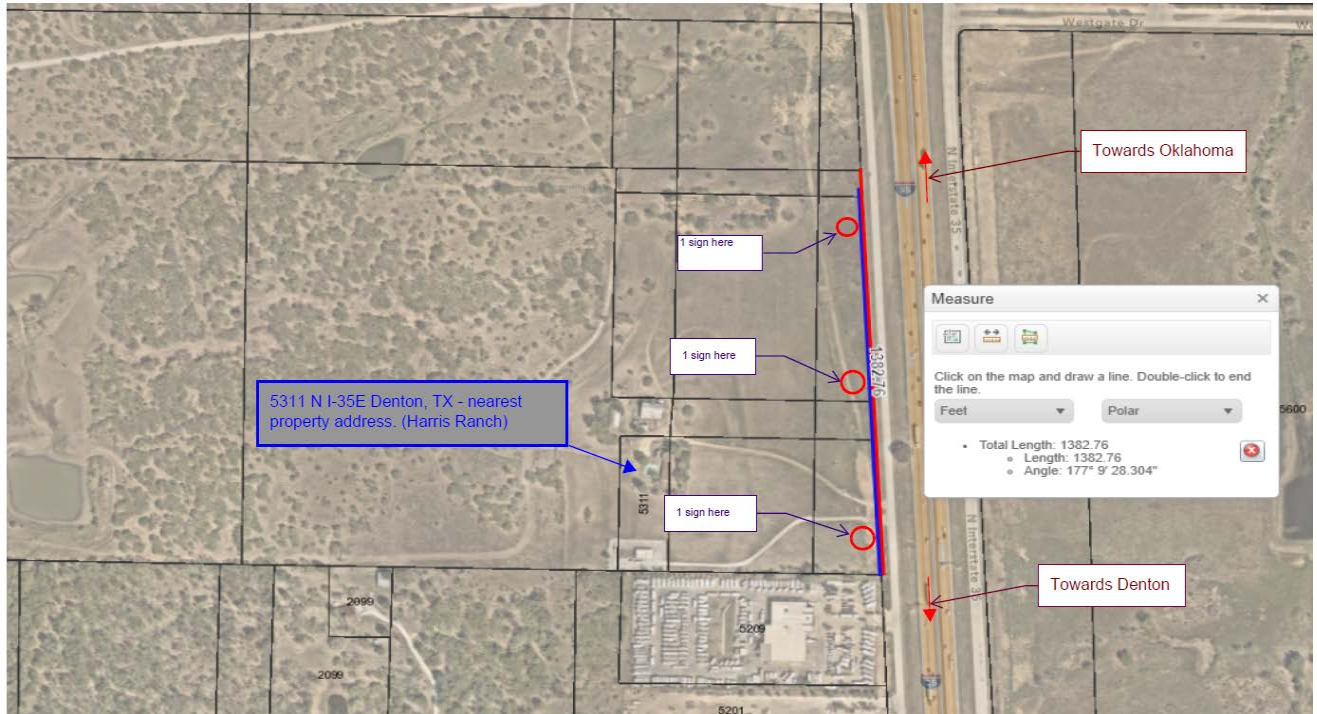 Westgate Dr
W
Towards Oklahoma
N Interstate 35
35
1 sign here
Measure
Click on the map and draw a line. Double-click to end
the line.
Feet
Polar
Total Length: 1382.76
Length: 1382.76
Angle: 177° 9' 28.304"
5600
1 sign here
1382.76
5311 N I-35E Denton, TX - nearest
property address. (Harris Ranch)
5311
1 sign here
N Interstate 35
Towards Denton
2099
5209
2099
35
5201